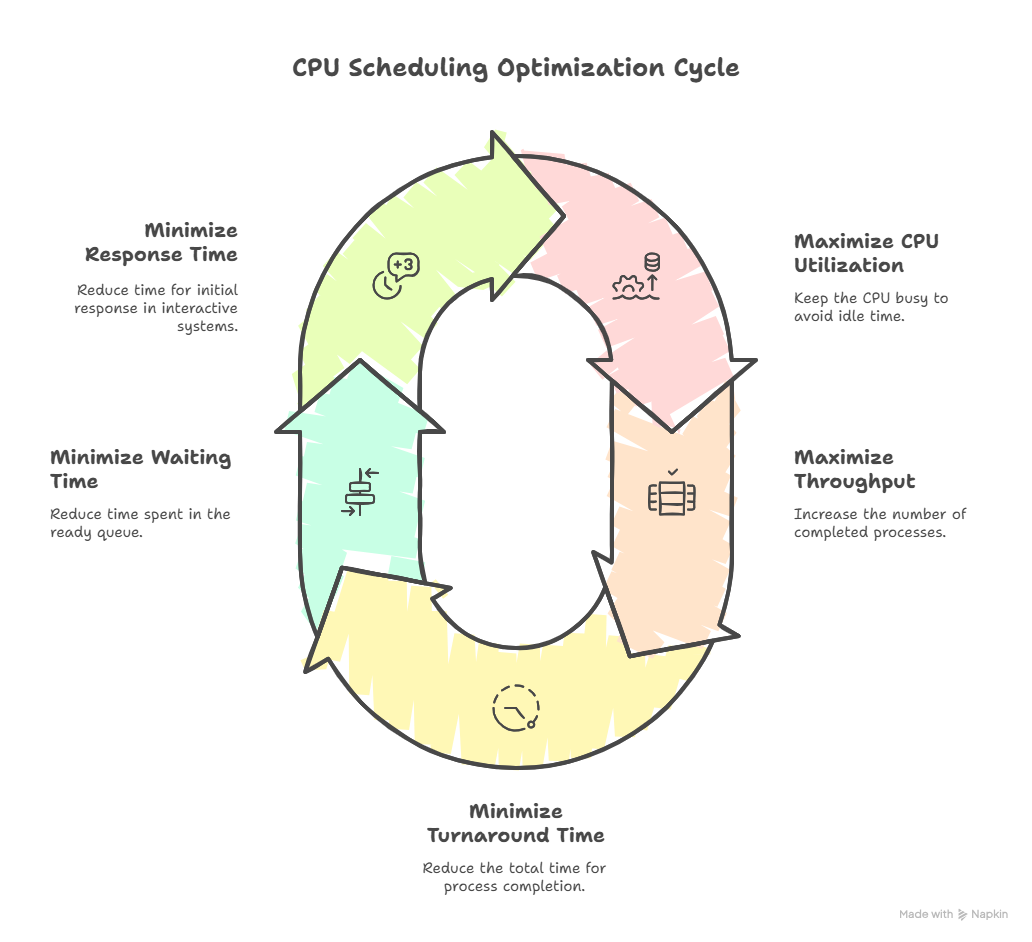 CPU Scheduling Optimization Cycle
+3
Minimize
Response Time
Reduce time for initial
response in interactive
systems.
Maximize CPU
Utilization
Keep the CPU busy to
avoid idle time.
Minimize Waiting
Time
Reduce time spent in the
ready queue.
Maximize
Throughput
Increase the number of
completed processes.
Minimize
Turnaround Time
Reduce the total time for
process completion.
Made with Napkin